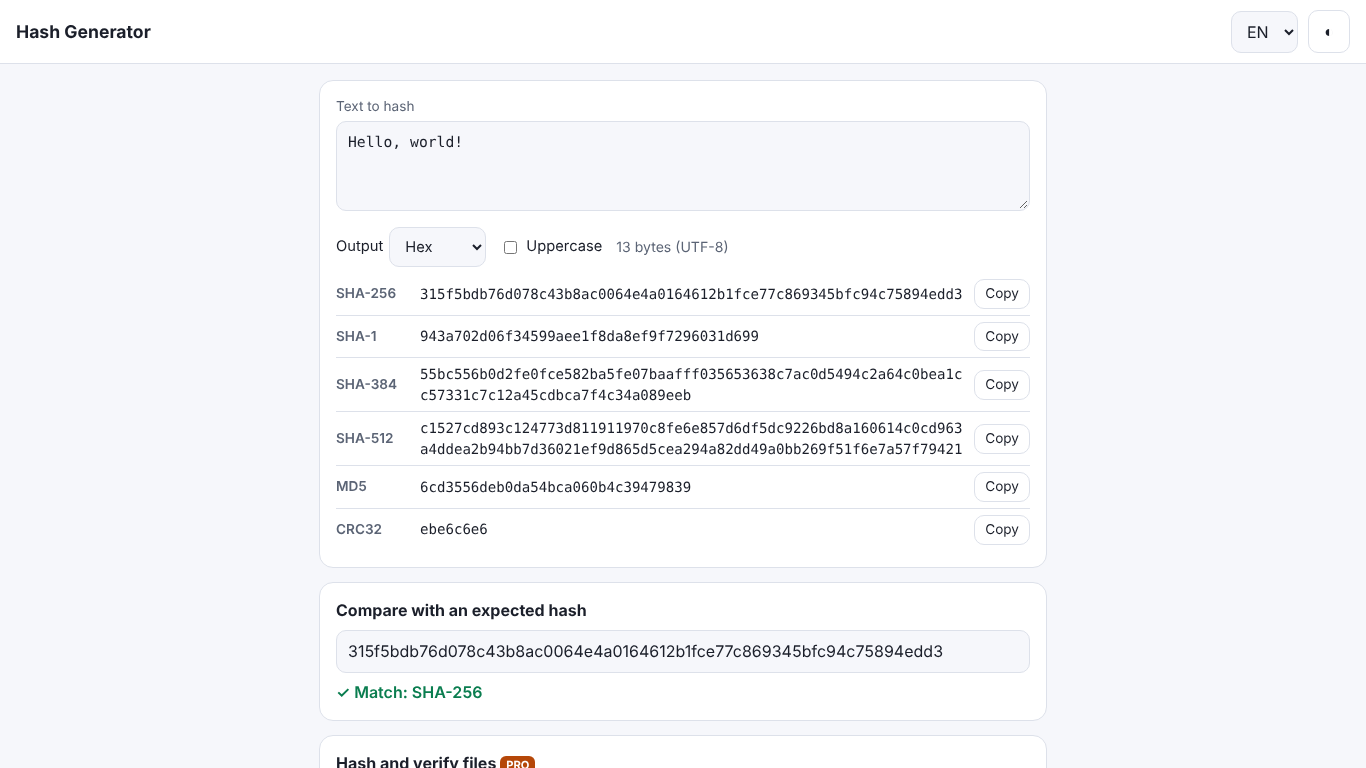 Hash Generator
EN
Text to hash
Hello, world!
Output Hex Uppercase 13 bytes (UTF-8)
SHA-256 315f5bdb76d078c43b8ac0064e4a0164612b1fce77c869345bfc94c75894edd3 Copy
SHA-1 943a702d06f34599aee1f8da8ef9f7296031d699 Copy
SHA-384 55bc556b0d2fe0fce582ba5fe07baafff035653638c7ac0d5494c2a64c0bea1c
c57331c7c12a45cdbca7f4c34a089eeb Copy
SHA-512 c1527cd893c124773d811911970c8fe6e857d6df5dc9226bd8a160614c0cd963
a4ddea2b94bb7d36021ef9d865d5cea294a82dd49a0bb269f51f6e7a57f79421 Copy
MD5 6cd3556deb0da54bca060b4c39479839 Copy
CRC32 ebe6c6e6 Copy
Compare with an expected hash
315f5bdb76d078c43b8ac0064e4a0164612b1fce77c869345bfc94c75894edd3
✓ Match: SHA-256
Hash and verify files PRO